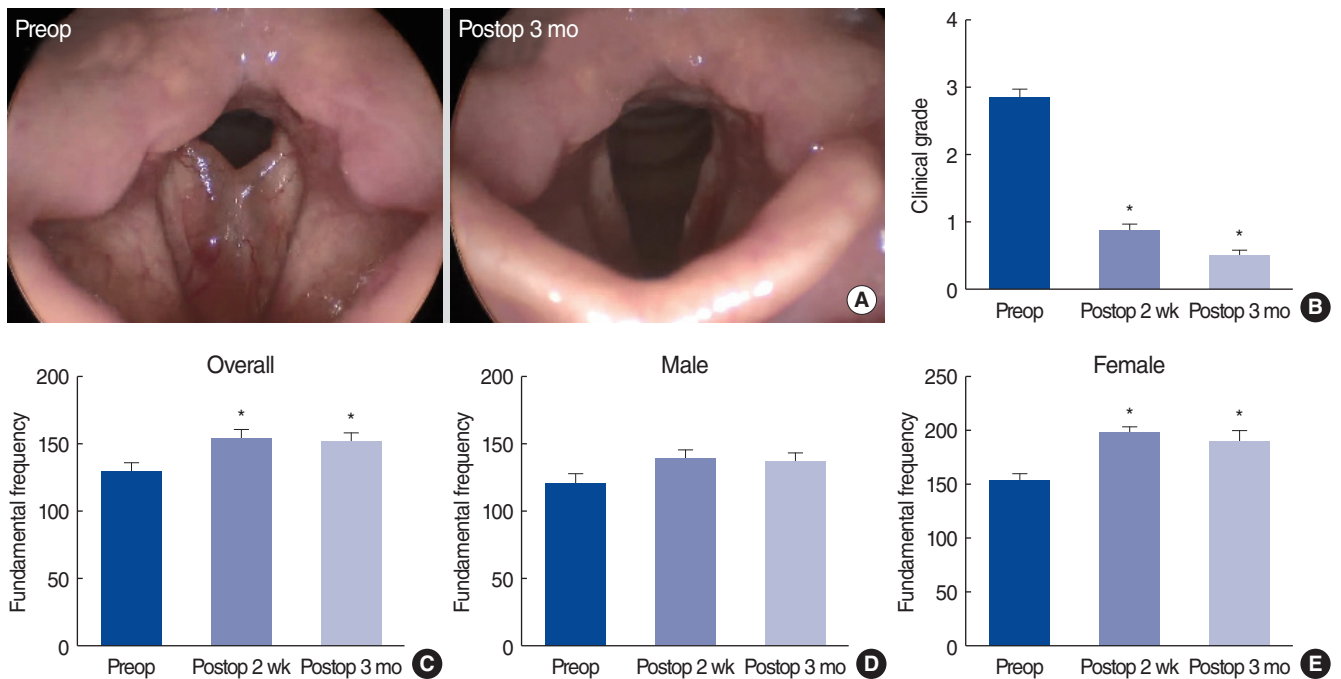 Preop
Postop 3 mo
A
Clinical grade
4
3
2
1
0
*
*
Preop
Postop 2 wk
Postop 3 mo
B
Overall
Fundamental frequency
200
150
100
50
0
*
*
Preop
Postop 2 wk
Postop 3 mo
C
Male
Fundamental frequency
200
150
100
50
0
Preop
Postop 2 wk
Postop 3 mo
D
Female
Fundamental frequency
250
200
150
100
50
0
*
*
Preop
Postop 2 wk
Postop 3 mo
E